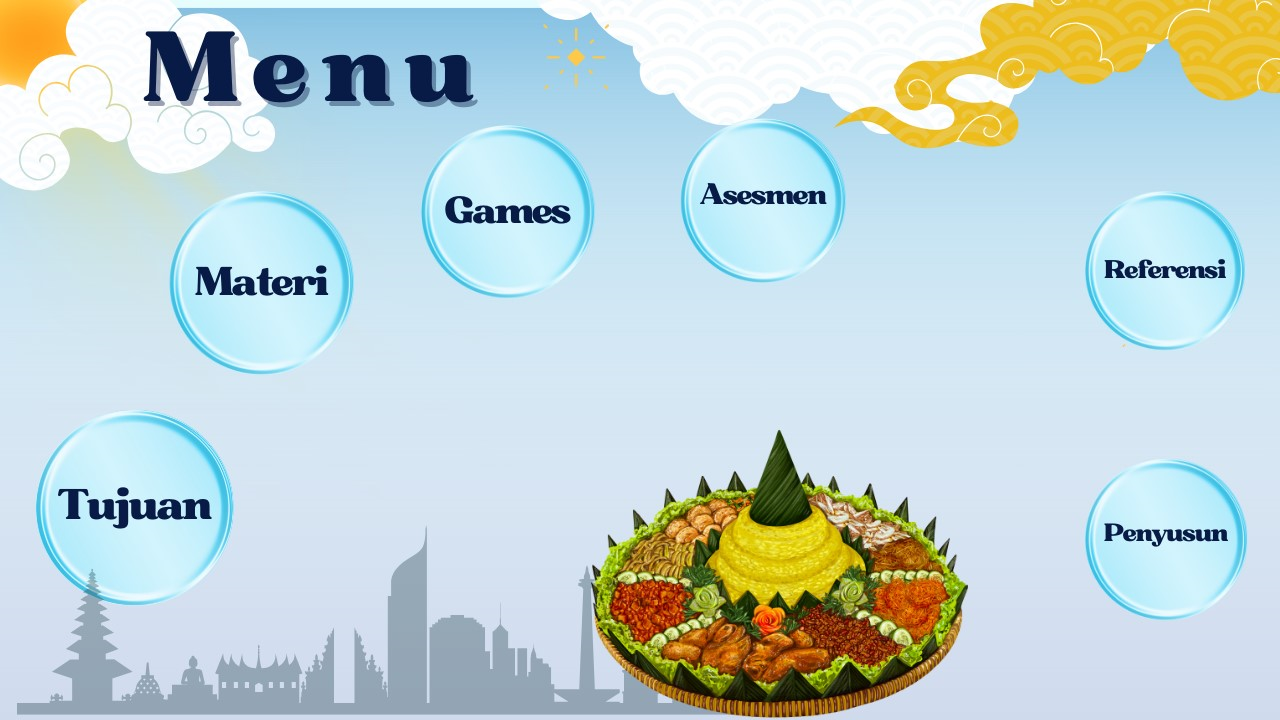 Menu
Games
Asesmen
Materi
Referensi
Tujuan
Penyusun